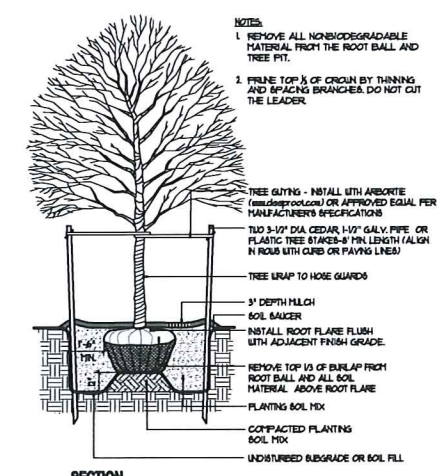 NOTES:
1. REMOVE ALL NONBIODEGRADABLE
MATERIAL FROM THE ROOT BALL AND
TREE PIT.
2. PRUNE TOP ⅓ OF CROWN BY THINNING
AND SPACING BRANCHES. DO NOT CUT
THE LEADER.
TREE GUYING - INSTALL WITH ARBORTIE
(www.deeproot.com) OR APPROVED EQUAL PER
MANUFACTURER'S SPECIFICATIONS
TWO 3-1/2" DIA. CEDAR, 1-1/2" GALV. PIPE OR
PLASTIC TREE STAKES-8' MIN. LENGTH (ALIGN
IN ROWS WITH CURB OR PAVING LINES)
TREE WRAP TO HOSE GUARDS
3" DEPTH MULCH
SOIL SAUCER
INSTALL ROOT FLARE FLUSH
WITH ADJACENT FINISH GRADE.
1'-6"
MIN.
REMOVE TOP 1/3 OF BURLAP FROM
ROOT BALL AND ALL SOIL
MATERIAL ABOVE ROOT FLARE
PLANTING SOIL MIX
COMPACTED PLANTING
SOIL MIX
UNDISTURBED SUBGRADE OR SOIL FILL
SECTION